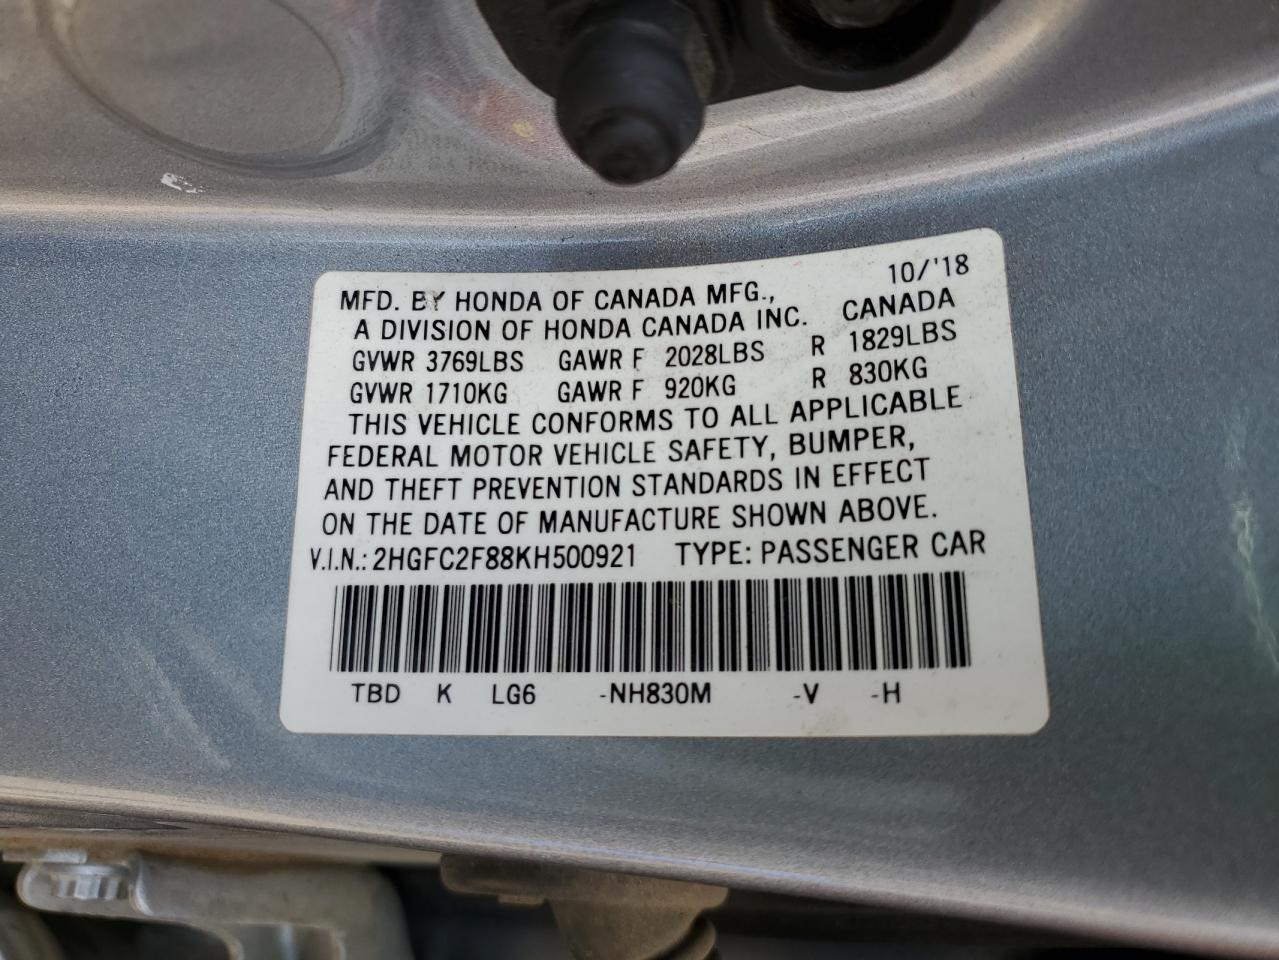 10/'18
MFD. BY HONDA OF CANADA MFG.,
A DIVISION OF HONDA CANADA INC. CANADA
GVWR 3769LBS GAWR F 2028LBS R 1829LBS
GVWR 1710KG GAWR F 920KG R 830KG
THIS VEHICLE CONFORMS TO ALL APPLICABLE
FEDERAL MOTOR VEHICLE SAFETY, BUMPER,
AND THEFT PREVENTION STANDARDS IN EFFECT
ON THE DATE OF MANUFACTURE SHOWN ABOVE.
V.I.N.: 2HGFC2F88KH500921 TYPE: PASSENGER CAR
TBD K LG6 -NH830M -V -H